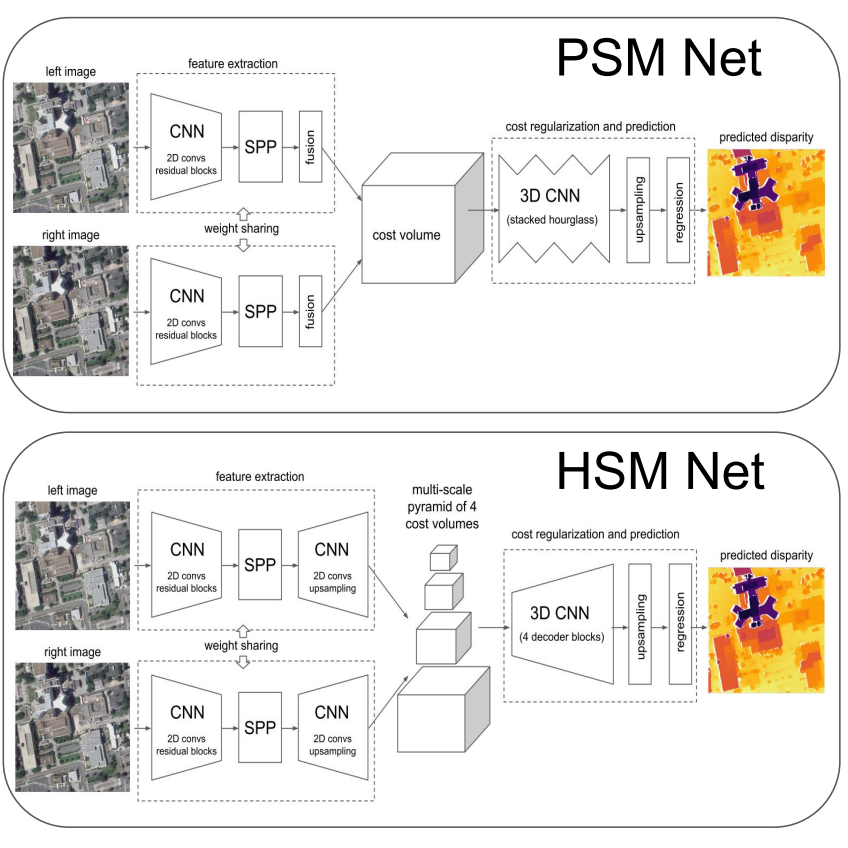 PSM Net
left image
feature extraction
CNN
2D convs
residual blocks
SPP
fusion
weight sharing
right image
CNN
2D convs
residual blocks
SPP
fusion
cost volume
cost regularization and prediction
3D CNN
(stacked hourglass)
upsampling
regression
predicted disparity
HSM Net
left image
feature extraction
CNN
2D convs
residual blocks
SPP
CNN
2D convs
upsampling
weight sharing
right image
CNN
2D convs
residual blocks
SPP
CNN
2D convs
upsampling
multi-scale
pyramid of 4
cost volumes
cost regularization and prediction
3D CNN
(4 decoder blocks)
upsampling
regression
predicted disparity